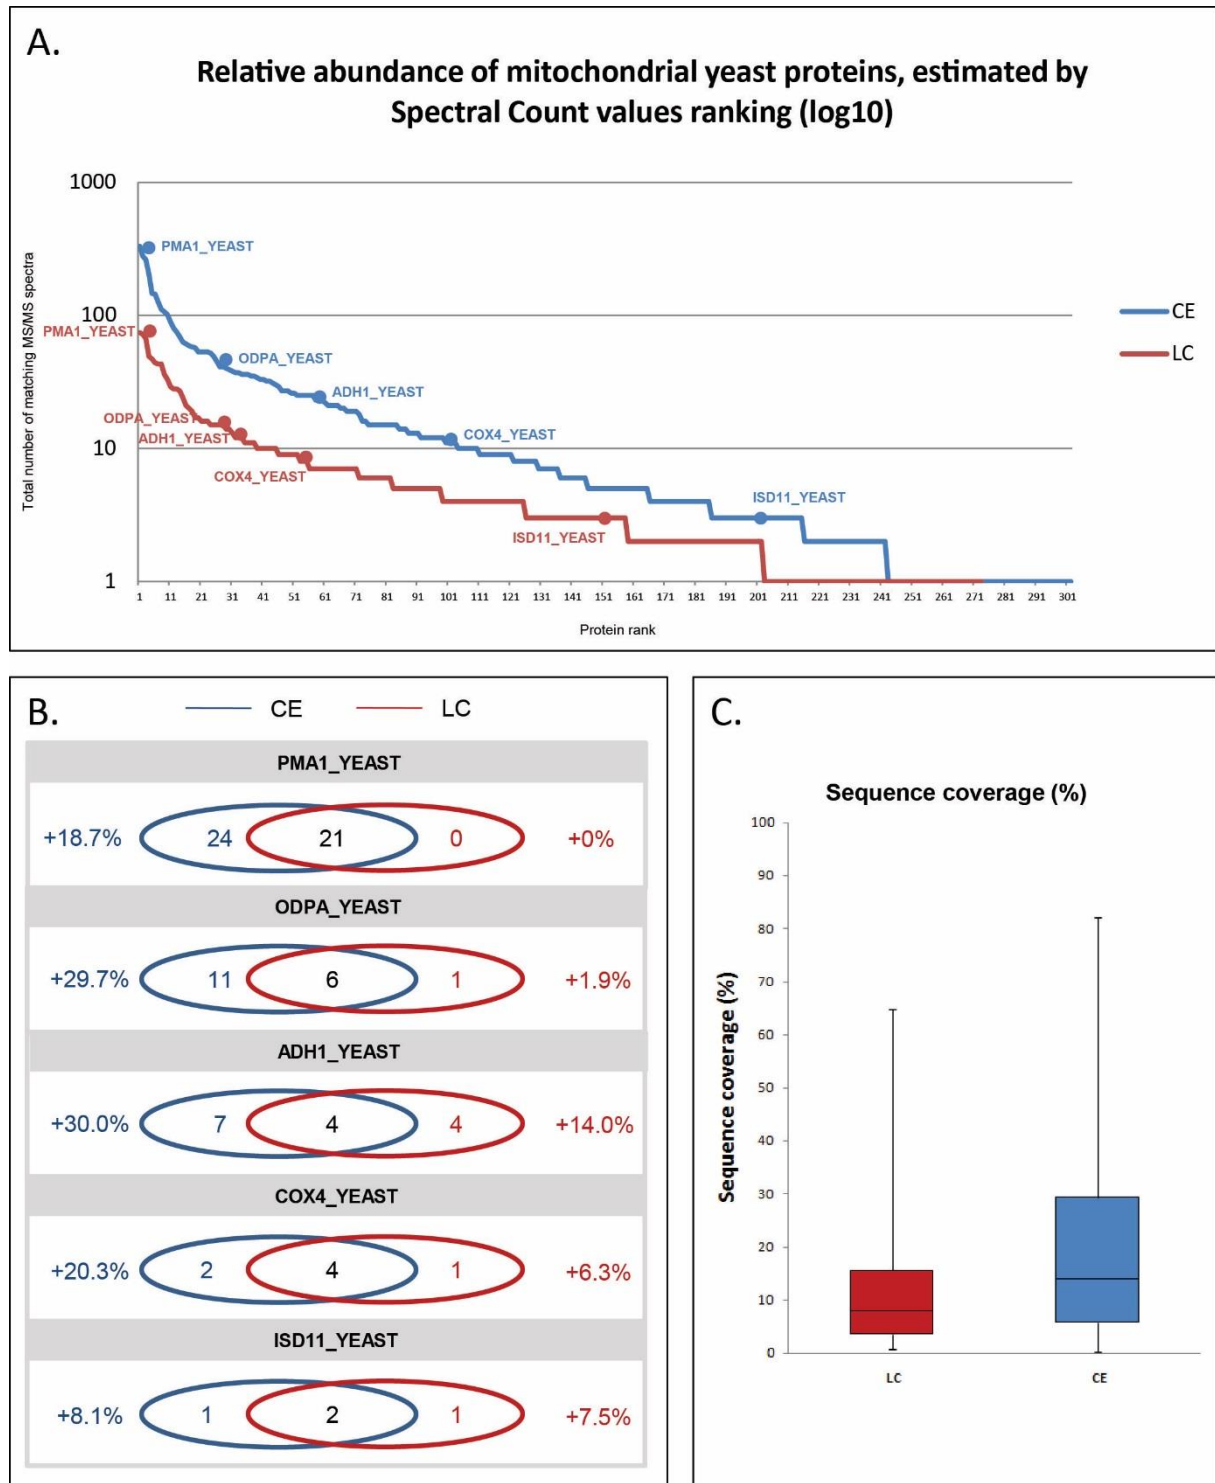 A.
Relative abundance of mitochondrial yeast proteins, estimated by
Spectral Count values ranking (log10)
Total number of matching MS/MS spectra
1000
100
10
1
PMA1_YEAST
ODPA_YEAST
ADH1_YEAST
COX4_YEAST
ISD11_YEAST
PMA1_YEAST
ODPA_YEAST
ADH1_YEAST
COX4_YEAST
ISD11_YEAST
CE
LC
1 11 21 31 41 51 61 71 81 91 101 111 121 131 141 151 161 171 181 191 201 211 221 231 241 251 261 271 281 291 301
Protein rank
B.
CE LC
PMA1_YEAST
+18.7% 24 21 0 +0%
ODPA_YEAST
+29.7% 11 6 1 +1.9%
ADH1_YEAST
+30.0% 7 4 4 +14.0%
COX4_YEAST
+20.3% 2 4 1 +6.3%
ISD11_YEAST
+8.1% 1 2 1 +7.5%
C.
Sequence coverage (%)
Sequence coverage (%)
100
90
80
70
60
50
40
30
20
10
0
LC CE